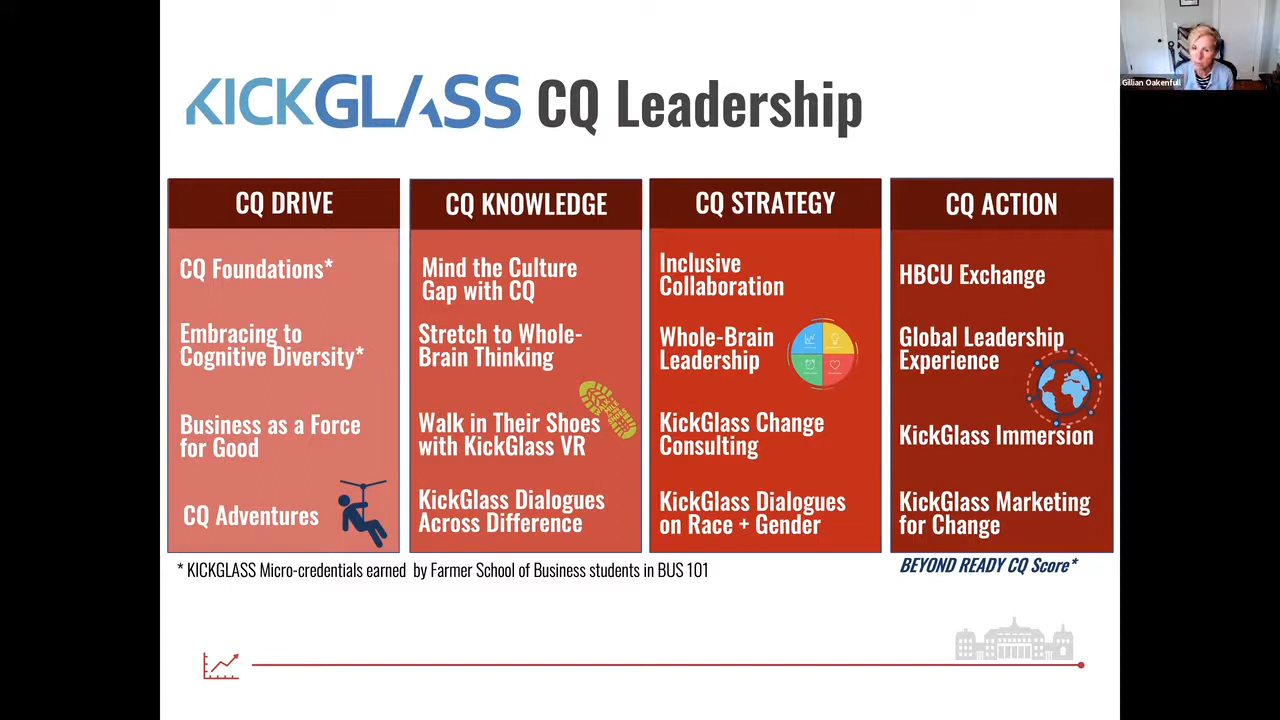 KICKGLASS CQ Leadership
Gillian Oakenfull
CQ DRIVE
CQ Foundations*
Embracing to
Cognitive Diversity*
Business as a Force
for Good
CQ Adventures
CQ KNOWLEDGE
Mind the Culture
Gap with CQ
Stretch to Whole-
Brain Thinking
Walk in Their Shoes
with KickGlass VR
KickGlass Dialogues
Across Difference
CQ STRATEGY
Inclusive
Collaboration
Whole-Brain
Leadership
KickGlass Change
Consulting
KickGlass Dialogues
on Race + Gender
CQ ACTION
HBCU Exchange
Global Leadership
Experience
KickGlass Immersion
KickGlass Marketing
for Change
* KICKGLASS Micro-credentials earned by Farmer School of Business students in BUS 101
BEYOND READY CQ Score*